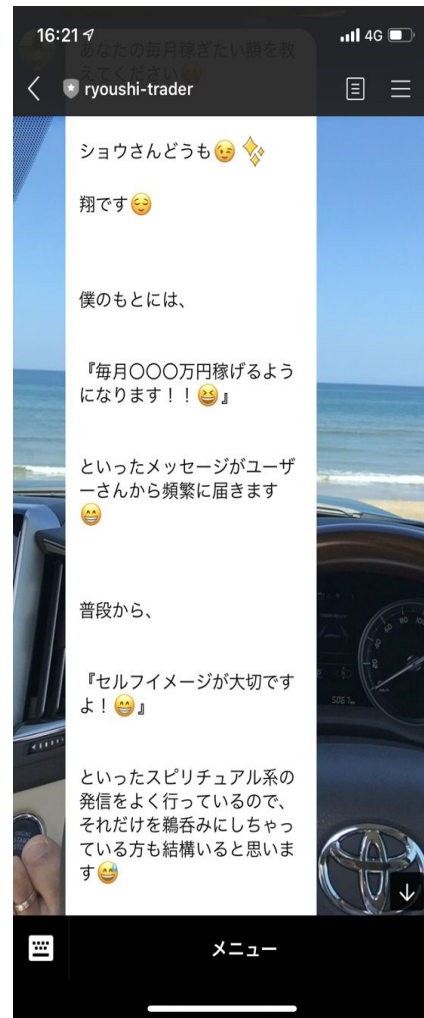 16:21
4G
あなたの毎月稼ぎたい額を教
えてください
ryoushi-trader
ショウさんどうも😉 ✨
翔です😌
僕のもとには、
『毎月〇〇〇万円稼げるよう
になります！！😆』
といったメッセージがユーザ
ーさんから頻繁に届きます
😁
普段から、
『セルフイメージが大切です
よ！😁』
といったスピリチュアル系の
発信をよく行っているので、
それだけを鵜呑みにしちゃっ
ている方も結構いると思いま
す😅
ENGINE
START
STOP
メニュー